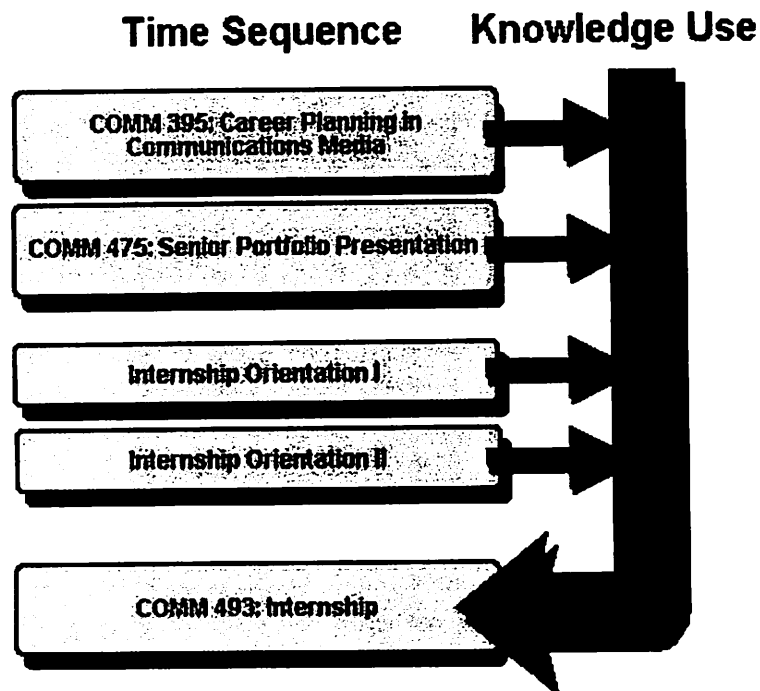 Time Sequence Knowledge Use
COMM 395: Career Planning in
Communications Media
COMM 475: Senior Portfolio Presentation
Internship Orientation I
Internship Orientation II
COMM 493: Internship